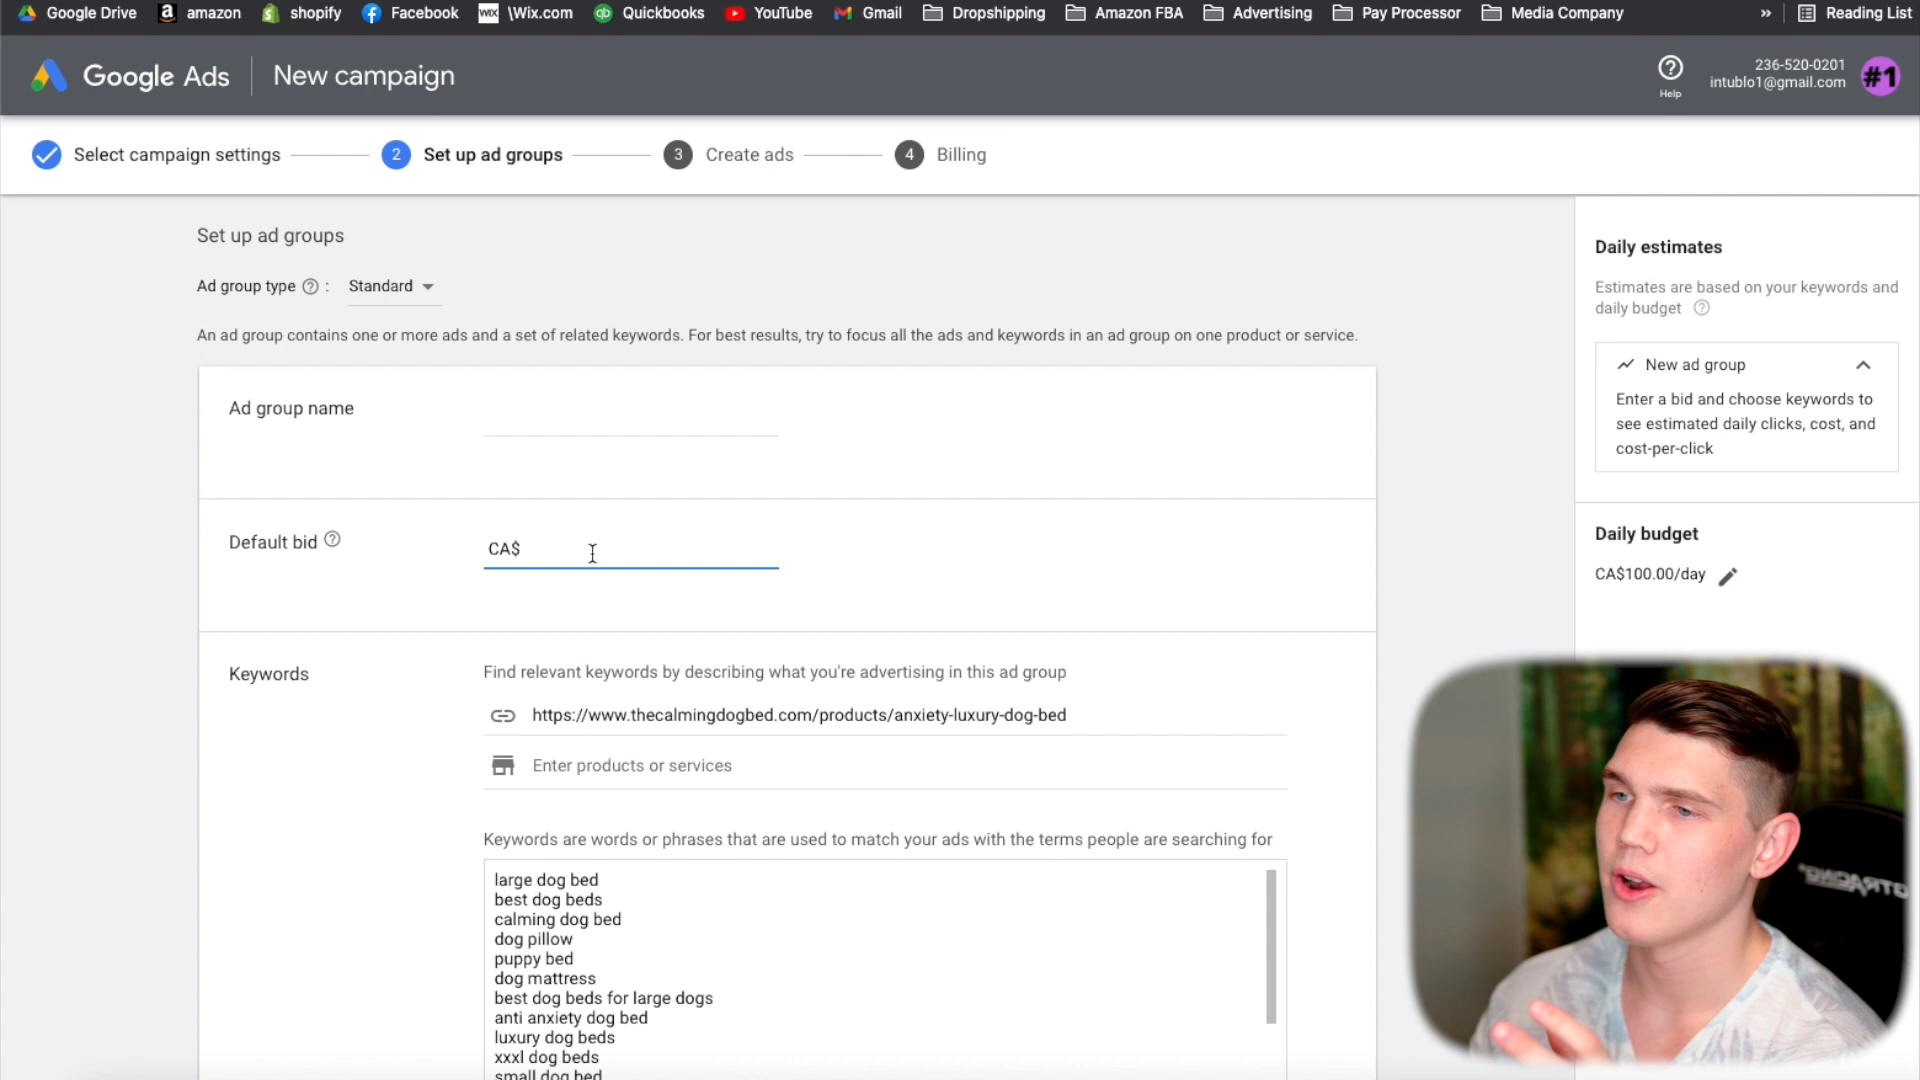 Google Drive amazon shopify Facebook WIX \Wix.com qb Quickbooks YouTube Gmail Dropshipping Amazon FBA Advertising Pay Processor Media Company » Reading List
Google Ads New campaign
Help
236-520-0201
intublo1@gmail.com
#1
Select campaign settings 2 Set up ad groups 3 Create ads 4 Billing
Set up ad groups
Ad group type ? : Standard
An ad group contains one or more ads and a set of related keywords. For best results, try to focus all the ads and keywords in an ad group on one product or service.
Ad group name
Default bid ? CA$
Keywords
Find relevant keywords by describing what you're advertising in this ad group
https://www.thecalmingdogbed.com/products/anxiety-luxury-dog-bed
Enter products or services
Keywords are words or phrases that are used to match your ads with the terms people are searching for
large dog bed
best dog beds
calming dog bed
dog pillow
puppy bed
dog mattress
best dog beds for large dogs
anti anxiety dog bed
luxury dog beds
xxxl dog beds
small dog bed
Daily estimates
Estimates are based on your keywords and
daily budget ?
New ad group
Enter a bid and choose keywords to
see estimated daily clicks, cost, and
cost-per-click
Daily budget
CA$100.00/day
GTRACING